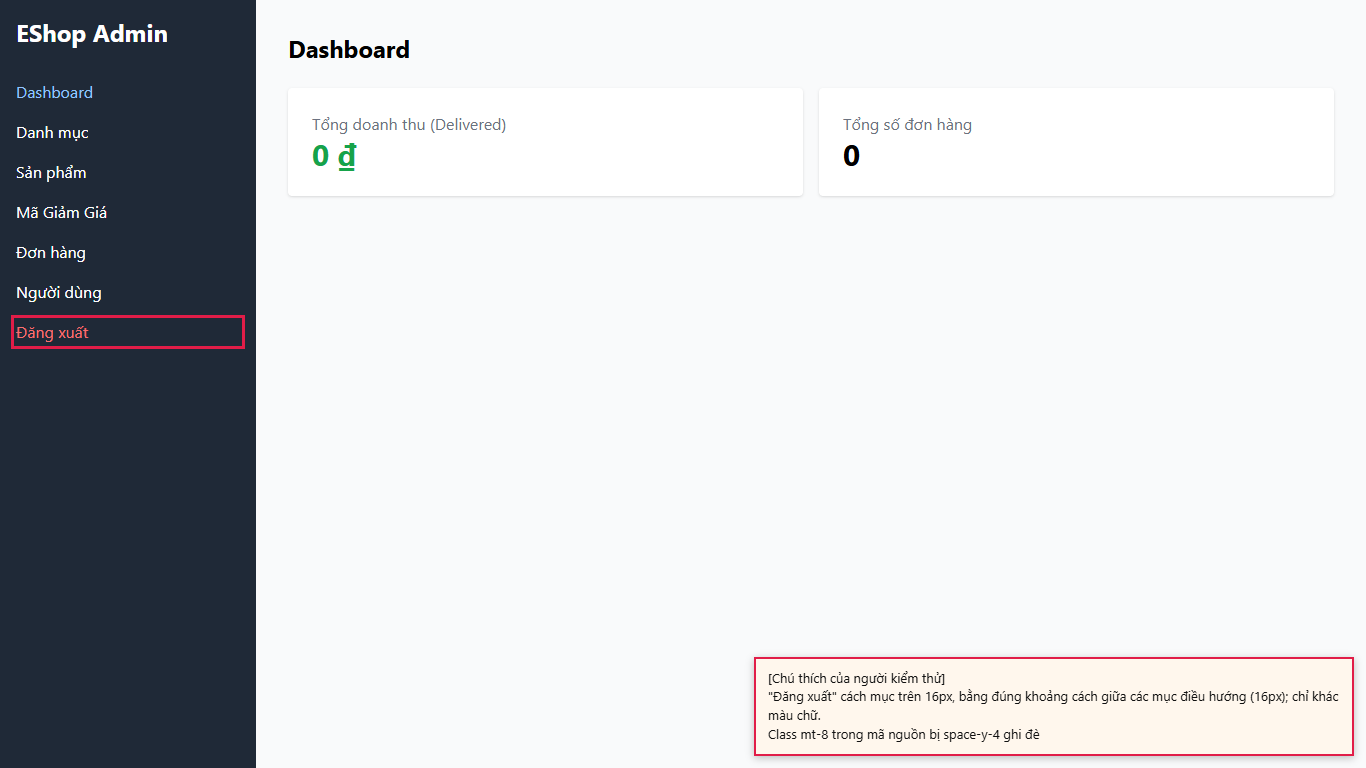 EShop Admin
Dashboard
Danh mục
Sản phẩm
Mã Giảm Giá
Đơn hàng
Người dùng
Đăng xuất
Dashboard
Tổng doanh thu (Delivered)
0 ₫
Tổng số đơn hàng
0
[Chú thích của người kiểm thử]
"Đăng xuất" cách mục trên 16px, bằng đúng khoảng cách giữa các mục điều hướng (16px); chỉ khác
màu chữ.
Class mt-8 trong mã nguồn bị space-y-4 ghi đè